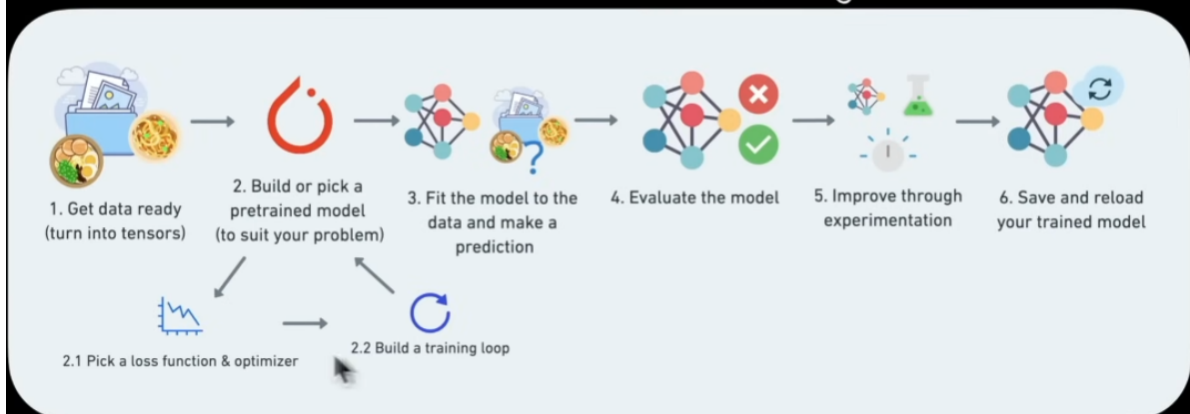 1. Get data ready
(turn into tensors)
2. Build or pick a
pretrained model
(to suit your problem)
3. Fit the model to the
data and make a
prediction
4. Evaluate the model
5. Improve through
experimentation
6. Save and reload
your trained model
2.1 Pick a loss function & optimizer
2.2 Build a training loop